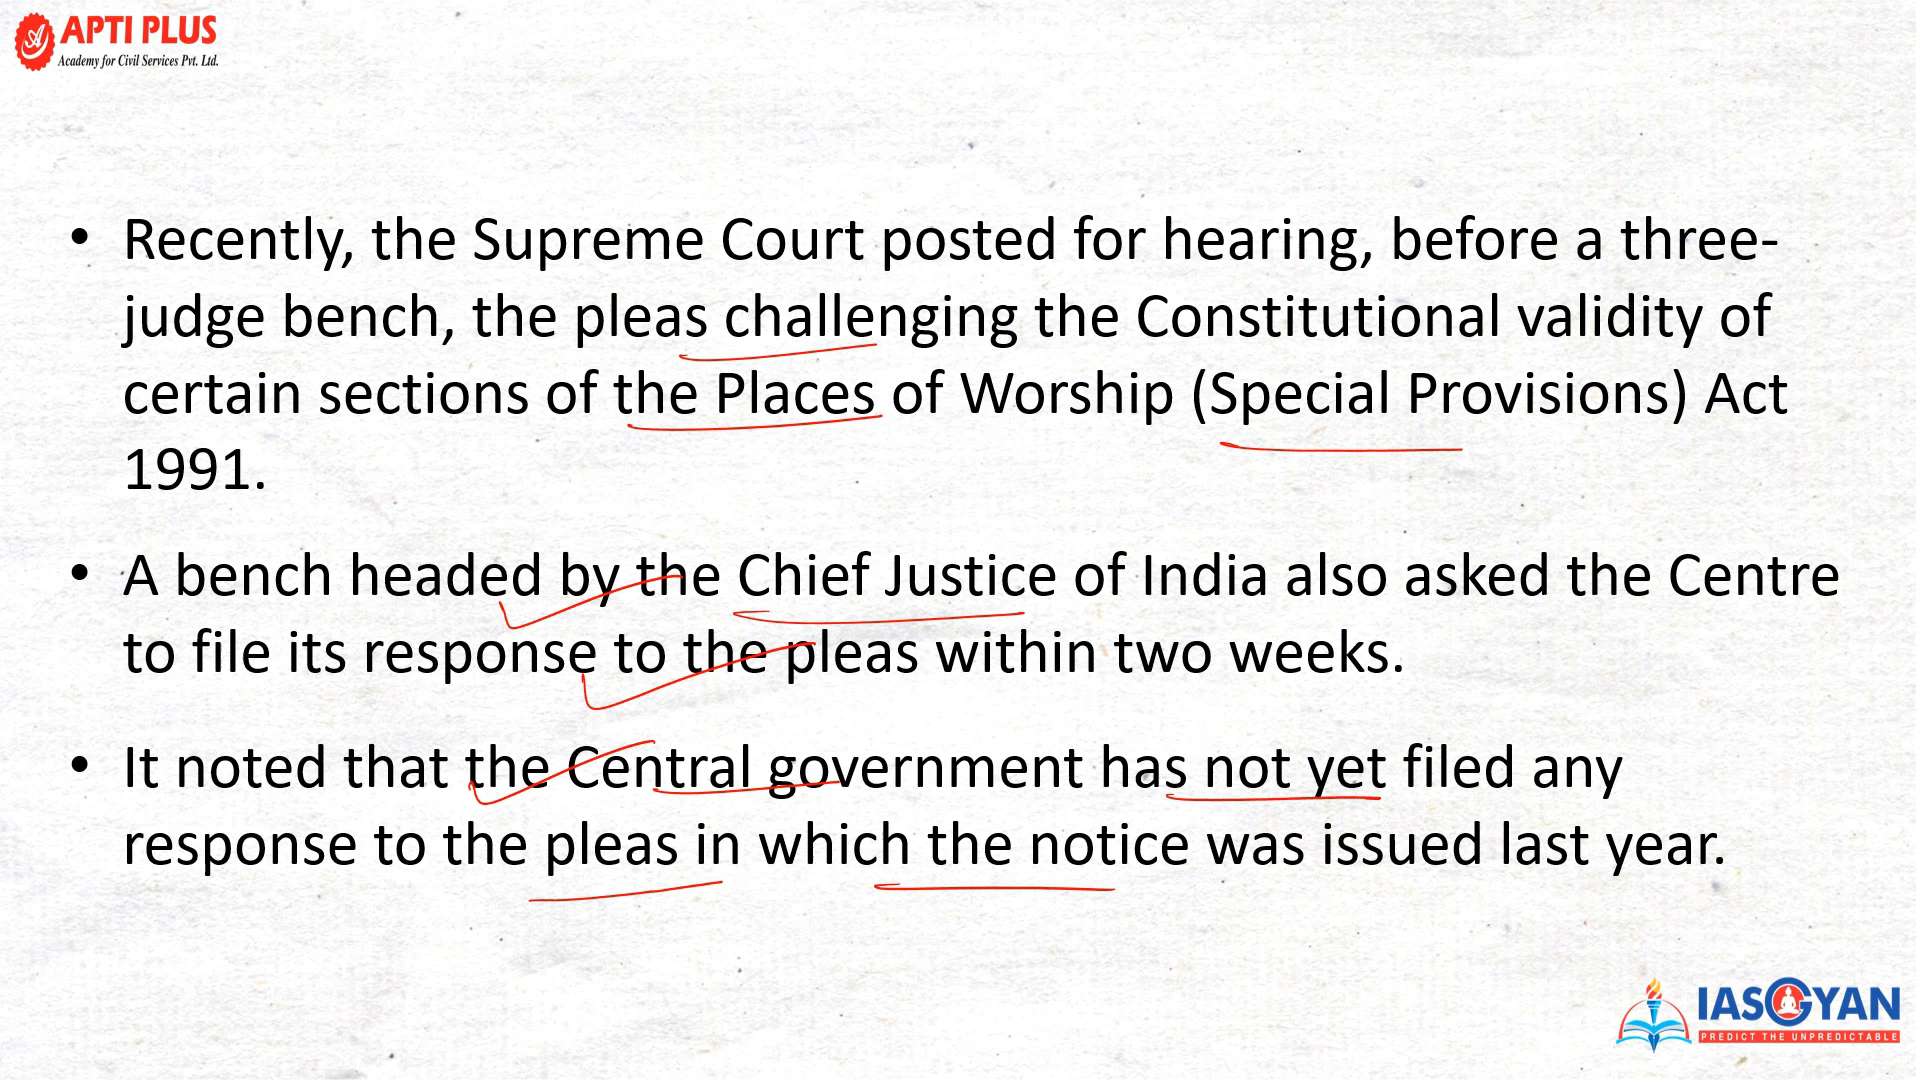 APTI PLUS
Academy for Civil Services Pvt. Ltd.
• Recently, the Supreme Court posted for hearing, before a three-
judge bench, the pleas challenging the Constitutional validity of
certain sections of the Places of Worship (Special Provisions) Act
1991.
• A bench headed by the Chief Justice of India also asked the Centre
to file its response to the pleas within two weeks.
• It noted that the Central government has not yet filed any
response to the pleas in which the notice was issued last year.
IASGYAN
PREDICT THE UNPREDICTABLE